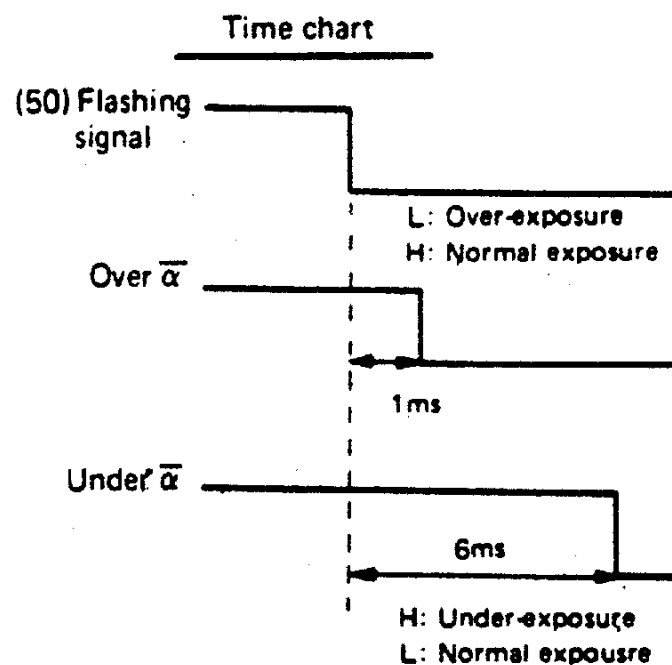 Time chart
(50) Flashing
signal
L: Over-exposure
H: Normal exposure
Over α̅
1ms
Under α̅
6ms
H: Under-exposure
L: Normal expousre